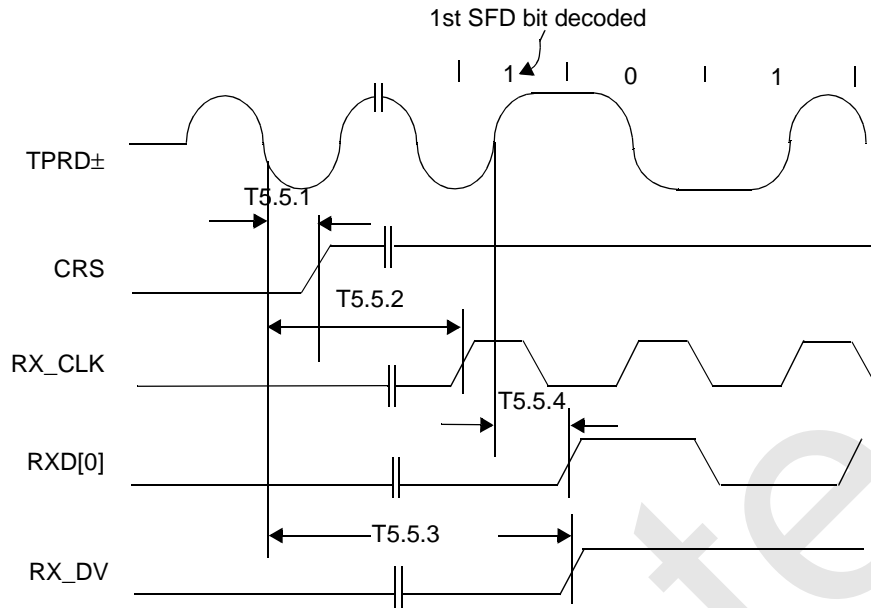 1st SFD bit decoded
1 0 1
TPRD±
T5.5.1
CRS
T5.5.2
RX_CLK
T5.5.4
RXD[0]
T5.5.3
RX_DV